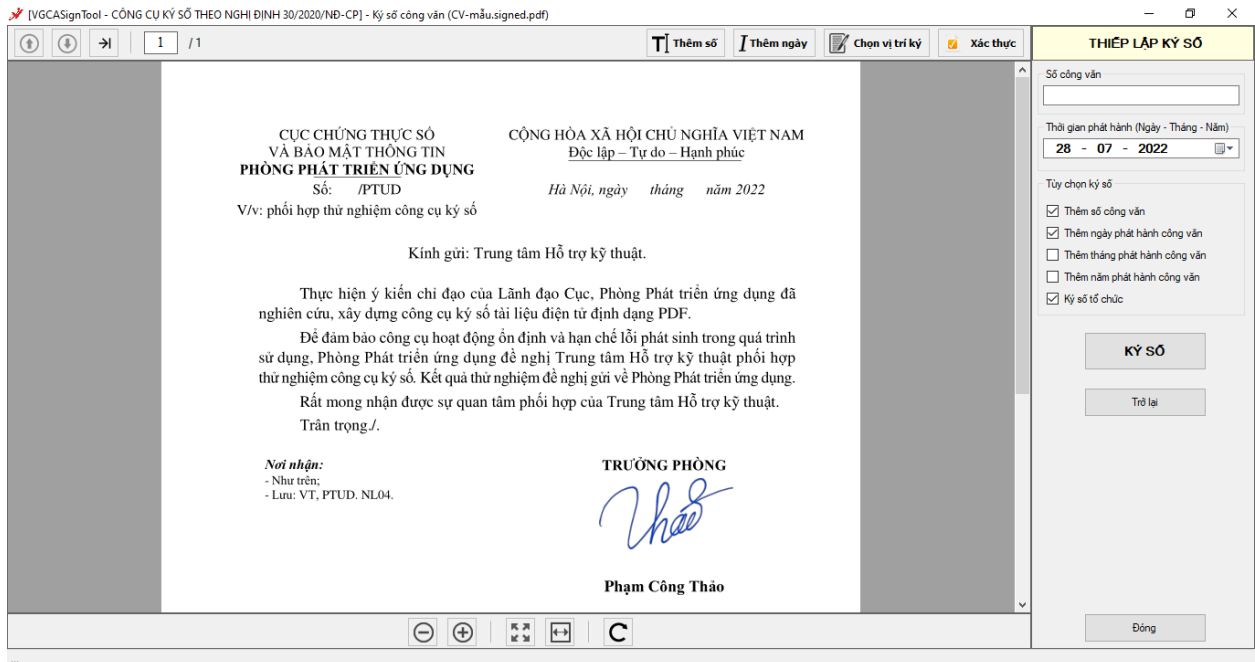 [VGCASignTool - CÔNG CỤ KÝ SỐ THEO NGHỊ ĐỊNH 30/2020/NĐ-CP] - Ký số công văn (CV-mẫu.signed.pdf)
1 / 1
Thêm số
Thêm ngày
Chọn vị trí ký
Xác thực
CỤC CHỨNG THỰC SỐ
VÀ BẢO MẬT THÔNG TIN
PHÒNG PHÁT TRIỂN ỨNG DỤNG
Số: /PTUD
V/v: phối hợp thử nghiệm công cụ ký số
CỘNG HÒA XÃ HỘI CHỦ NGHĨA VIỆT NAM
Độc lập – Tự do – Hạnh phúc
Hà Nội, ngày tháng năm 2022
Kính gửi: Trung tâm Hỗ trợ kỹ thuật.
Thực hiện ý kiến chỉ đạo của Lãnh đạo Cục, Phòng Phát triển ứng dụng đã
nghiên cứu, xây dựng công cụ ký số tài liệu điện tử định dạng PDF.
Để đảm bảo công cụ hoạt động ổn định và hạn chế lỗi phát sinh trong quá trình
sử dụng, Phòng Phát triển ứng dụng đề nghị Trung tâm Hỗ trợ kỹ thuật phối hợp
thử nghiệm công cụ ký số. Kết quả thử nghiệm đề nghị gửi về Phòng Phát triển ứng dụng.
Rất mong nhận được sự quan tâm phối hợp của Trung tâm Hỗ trợ kỹ thuật.
Trân trọng./.
Nơi nhận:
- Như trên;
- Lưu: VT, PTUD. NL04.
TRƯỞNG PHÒNG
Thảo
Phạm Công Thảo
THIẾP LẬP KÝ SỐ
Số công văn
Thời gian phát hành (Ngày - Tháng - Năm)
28 - 07 - 2022
Tùy chọn ký số
Thêm số công văn
Thêm ngày phát hành công văn
Thêm tháng phát hành công văn
Thêm năm phát hành công văn
Ký số tổ chức
KÝ SỐ
Trở lại
Đóng